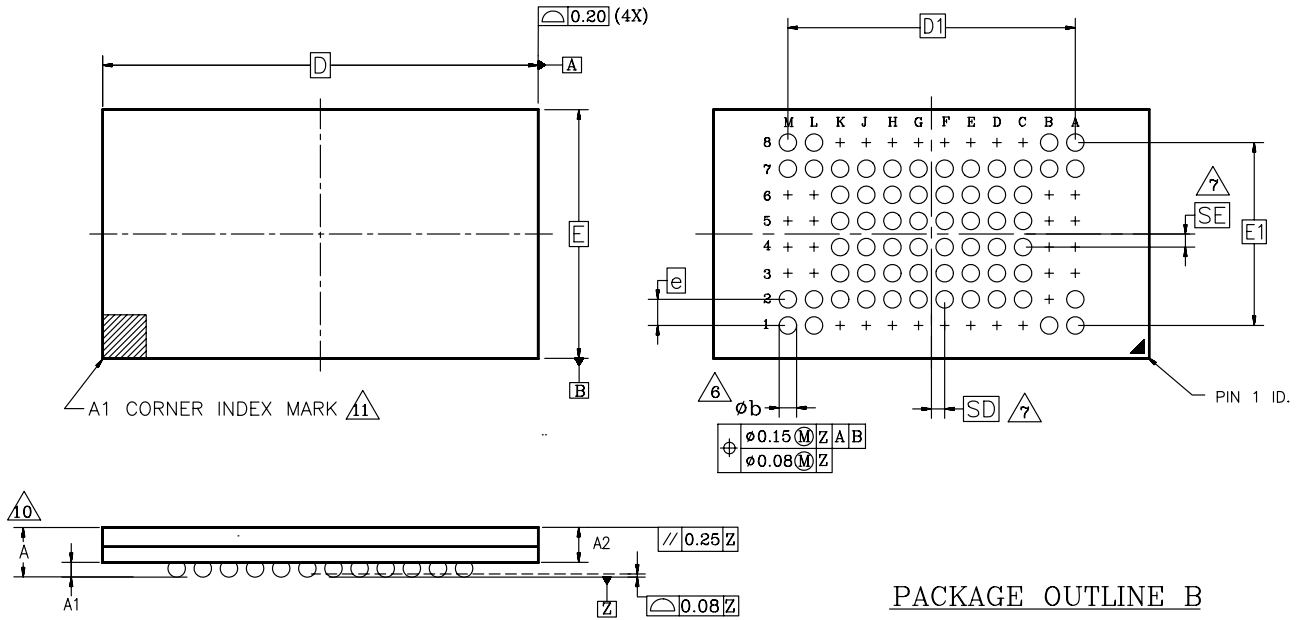 0.20 (4X)
D
A
D1
M L K J H G F E D C B A
8
7
7
6
SE
E
5
E1
4
3
e
2
1
B
A1 CORNER INDEX MARK 11
6
øb
SD
7
PIN 1 ID.
ø0.15 M Z A B
ø0.08 M Z
10
A
A2
// 0.25 Z
A1
Z
0.08 Z
PACKAGE OUTLINE B